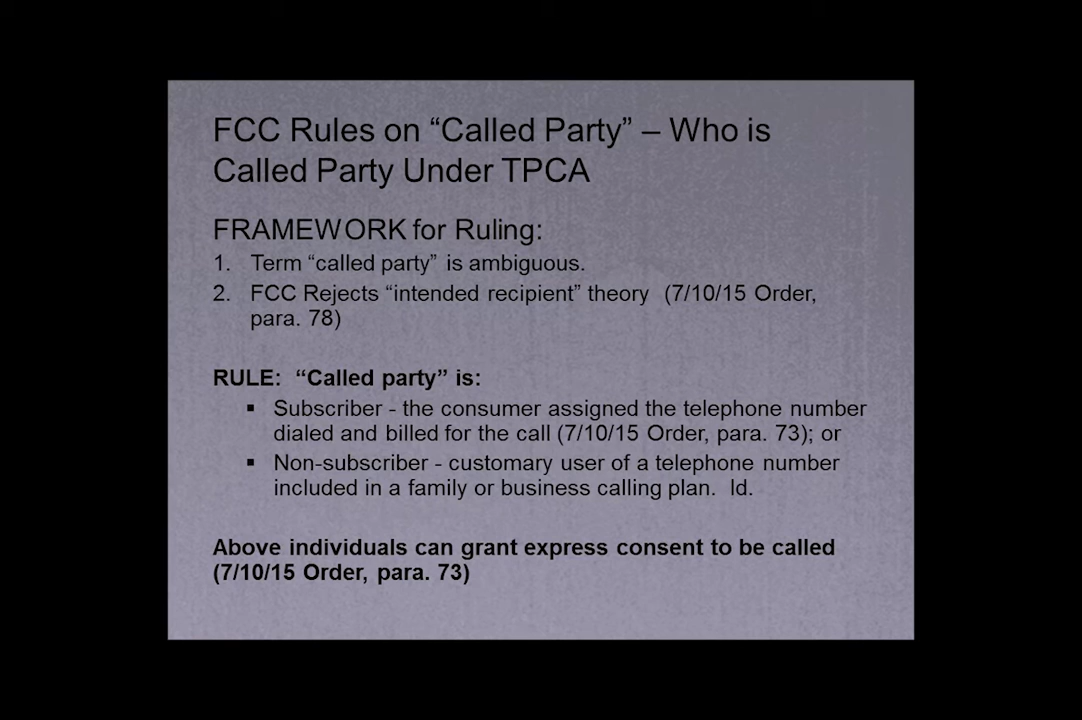 FCC Rules on “Called Party” – Who is
Called Party Under TPCA
FRAMEWORK for Ruling:
1. Term “called party” is ambiguous.
2. FCC Rejects “intended recipient” theory (7/10/15 Order,
para. 78)
RULE: “Called party” is:
▪ Subscriber - the consumer assigned the telephone number
dialed and billed for the call (7/10/15 Order, para. 73); or
▪ Non-subscriber - customary user of a telephone number
included in a family or business calling plan. Id.
Above individuals can grant express consent to be called
(7/10/15 Order, para. 73)